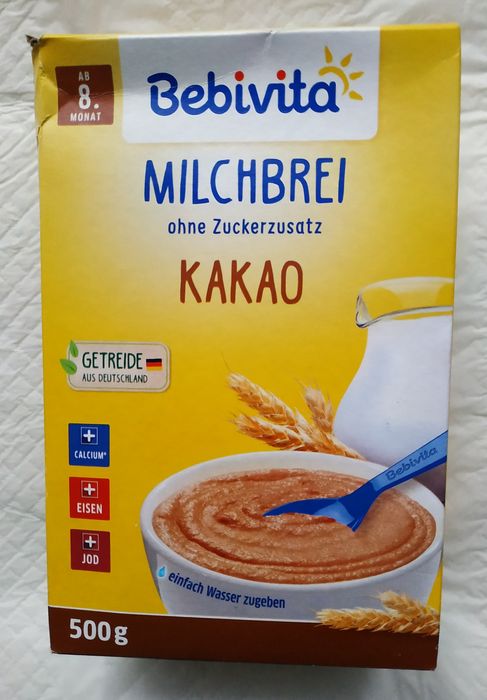 AB
8.
MONAT
Bebivita
MILCHBREI
ohne Zuckerzusatz
KAKAO
GETREIDE
AUS DEUTSCHLAND
CALCIUM*
EISEN
JOD
Bebivita
einfach Wasser zugeben
500g